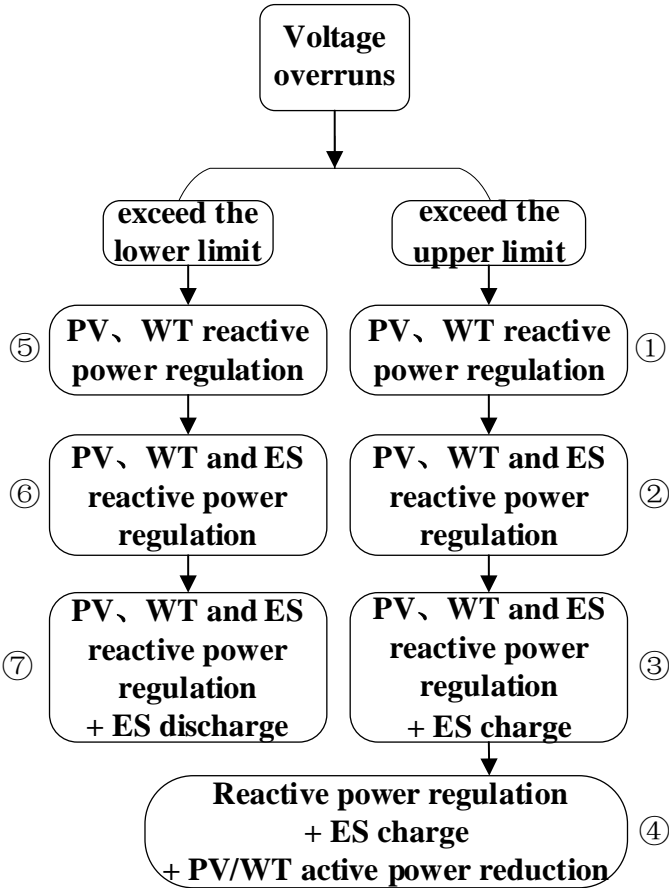 Voltage
overruns
exceed the
lower limit
exceed the
upper limit
⑤
PV、WT reactive
power regulation
PV、WT reactive
power regulation
①
⑥
PV、WT and ES
reactive power
regulation
PV、WT and ES
reactive power
regulation
②
⑦
PV、WT and ES
reactive power
regulation
+ ES discharge
PV、WT and ES
reactive power
regulation
+ ES charge
③
Reactive power regulation
+ ES charge
+ PV/WT active power reduction
④